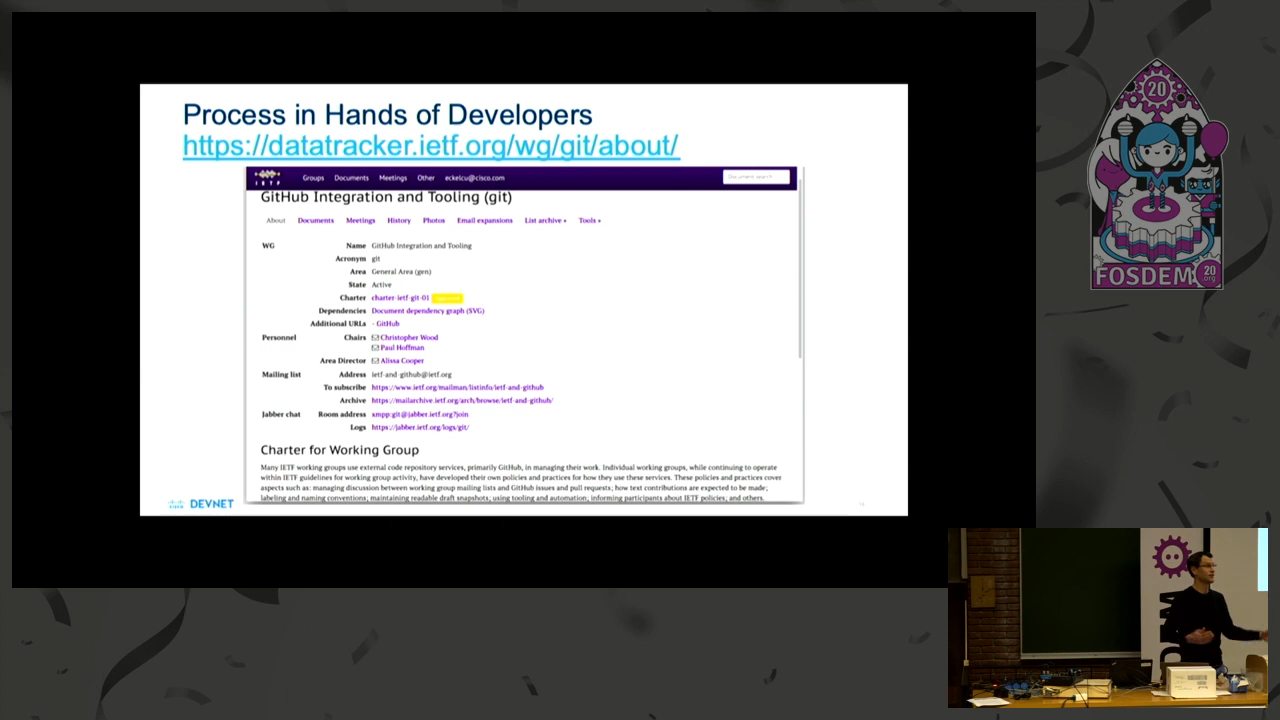 Process in Hands of Developers
https://datatracker.ietf.org/wg/git/about/
IETF Groups Documents Meetings Other eckelcu@cisco.com Document search
GitHub Integration and Tooling (git)
About Documents Meetings History Photos Email expansions List archive Tools
WG Name GitHub Integration and Tooling
Acronym git
Area General Area (gen)
State Active
Charter charter-ietf-git-01 Approved
Dependencies Document dependency graph (SVG)
Additional URLs - GitHub
Personnel Chairs Christopher Wood
Paul Hoffman
Area Director Alissa Cooper
Mailing list Address ietf-and-github@ietf.org
To subscribe https://www.ietf.org/mailman/listinfo/ietf-and-github
Archive https://mailarchive.ietf.org/arch/browse/ietf-and-github/
Jabber chat Room address xmpp:git@jabber.ietf.org?join
Logs https://jabber.ietf.org/logs/git/
Charter for Working Group
Many IETF working groups use external code repository services, primarily GitHub, in managing their work. Individual working groups, while continuing to operate
within IETF guidelines for working group activity, have developed their own policies and practices for how they use these services. These policies and practices cover
aspects such as: managing discussion between working group mailing lists and GitHub issues and pull requests; how text contributions are expected to be made;
labeling and naming conventions; maintaining readable draft snapshots; using tooling and automation; informing participants about IETF policies; and others.
CISCO DEVNET
20
FOSDEM 20
.org